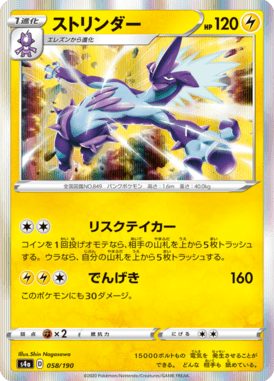 1進化
ストリンダー
HP120
エレズンから進化
全国図鑑NO.849 パンクポケモン 高さ:1.6m 重さ:40.0kg
リスクテイカー
コインを1回投げオモテなら、相手の山札を上から5枚トラッシュする。ウラなら、自分の山札を上から5枚トラッシュする。
でんげき 160
このポケモンにも30ダメージ。
弱点 ×2 抵抗力 にげる
Illus.Shin Nagasawa
s4a D 058/190
15000ボルトもの 電気を 発生させることが
できる。どんな 相手も 舐めている。
©2020 Pokémon/Nintendo/Creatures/GAME FREAK.